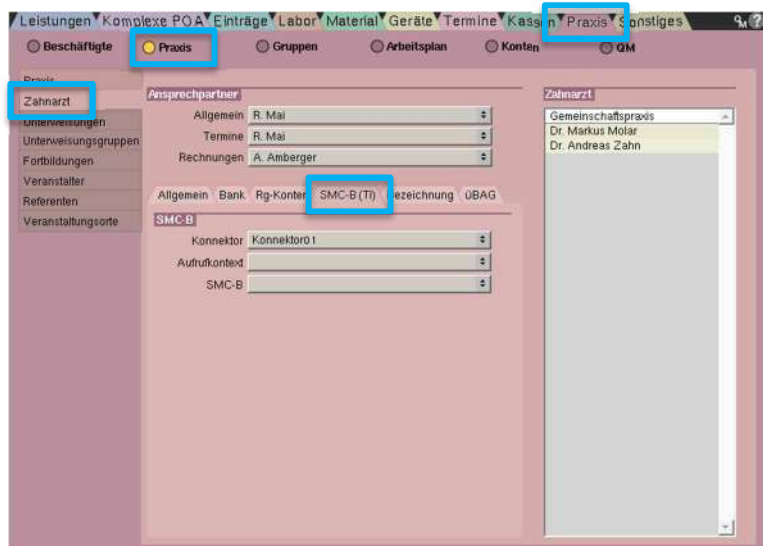 Leistungen Komplexe POA Einträge Labor Material Geräte Termine Kassen Praxis Sonstiges ?
Beschäftigte Praxis Gruppen Arbeitsplan Konten QM
Praxis
Zahnarzt
Unterweisungen
Unterweisungsgruppen
Fortbildungen
Veranstalter
Referenten
Veranstaltungsorte
Ansprechpartner
Allgemein R. Mai
Termine R. Mai
Rechnungen A. Amberger
Allgemein Bank Rg-Konten SMC-B (TI) Bezeichnung ÜBAG
SMC-B
Konnektor Konnektor01
Aufrufkontext
SMC-B
Zahnarzt
Gemeinschaftspraxis
Dr. Markus Molar
Dr. Andreas Zahn